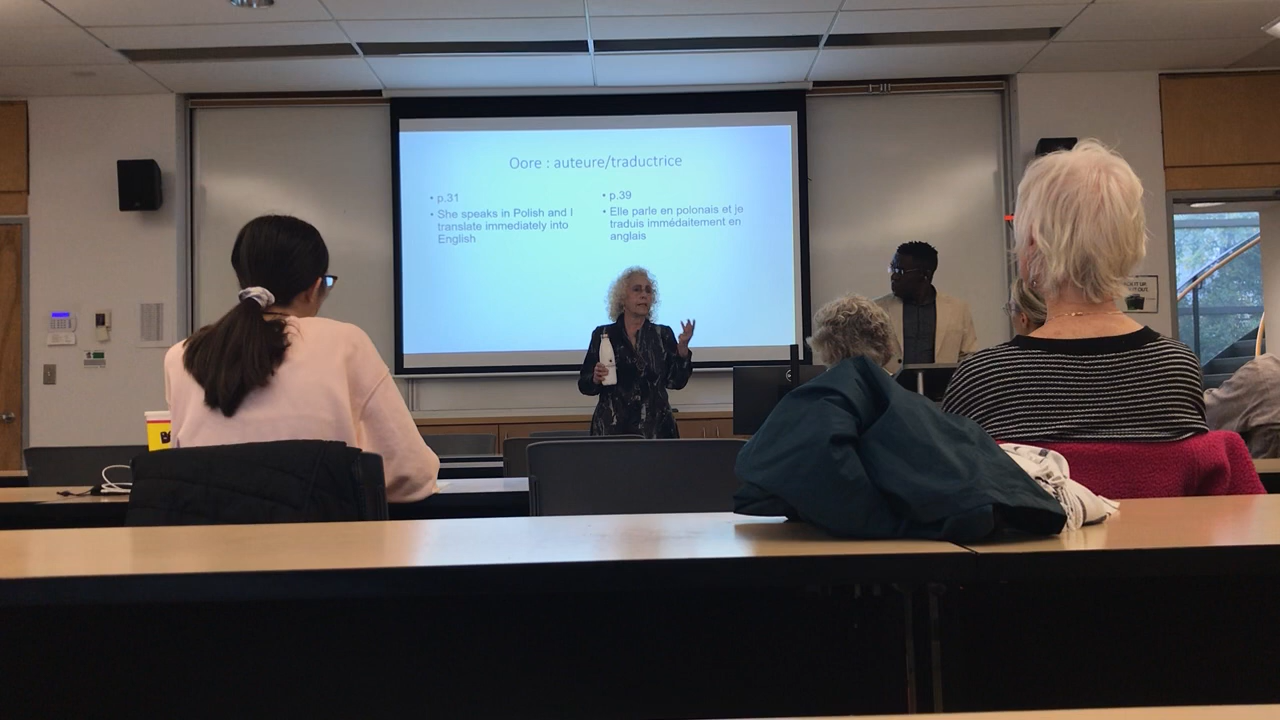 Oore : auteure/traductrice
• p.31
• She speaks in Polish and I
translate immediately into
English
• p.39
• Elle parle en polonais et je
traduis immédaitement en
anglais